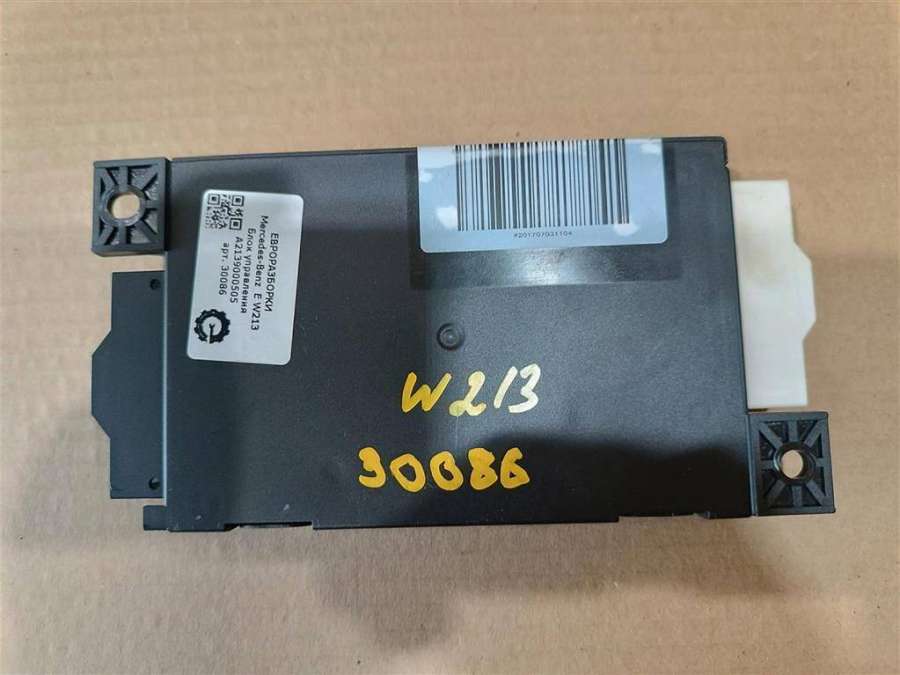 ЕВРОРАЗБОРКИ
Mercedes-Benz E W213
Блок управления
A2139000505
арт. 30086
#201707031104
W213
30086